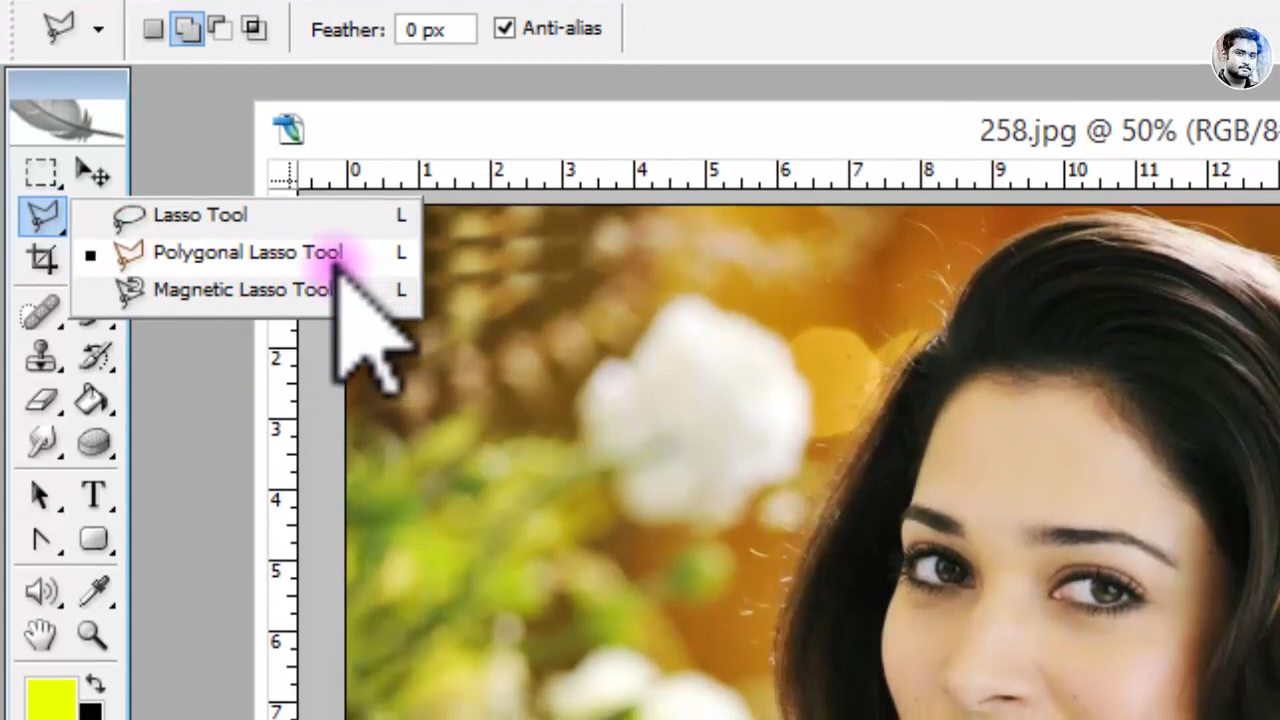 Feather: 0 px Anti-alias
258.jpg @ 50% (RGB/8
0 1 2 3 4 5 6 7 8 9 10 11 12
Lasso Tool L
Polygonal Lasso Tool L
Magnetic Lasso Tool L
2
3
4
T
5
6
7